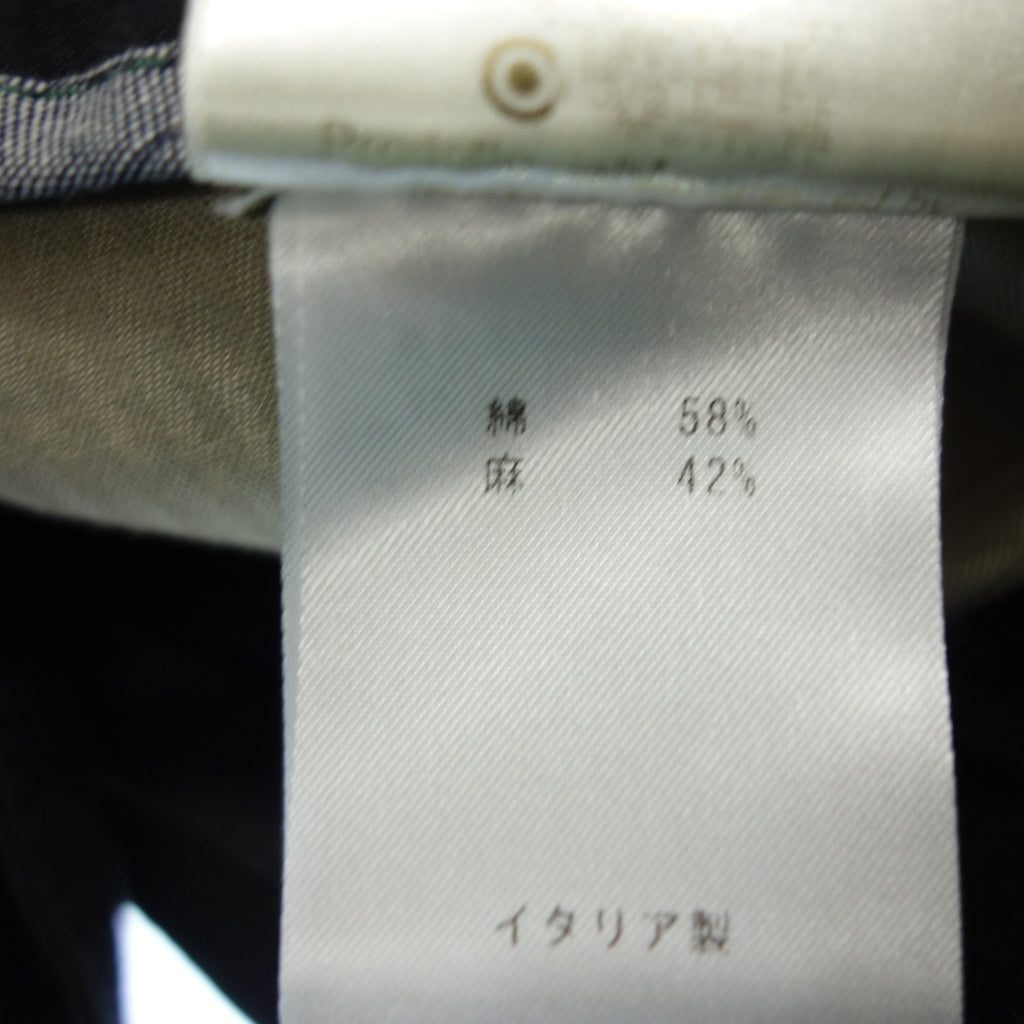 綿 58%
麻 42%
イタリア製